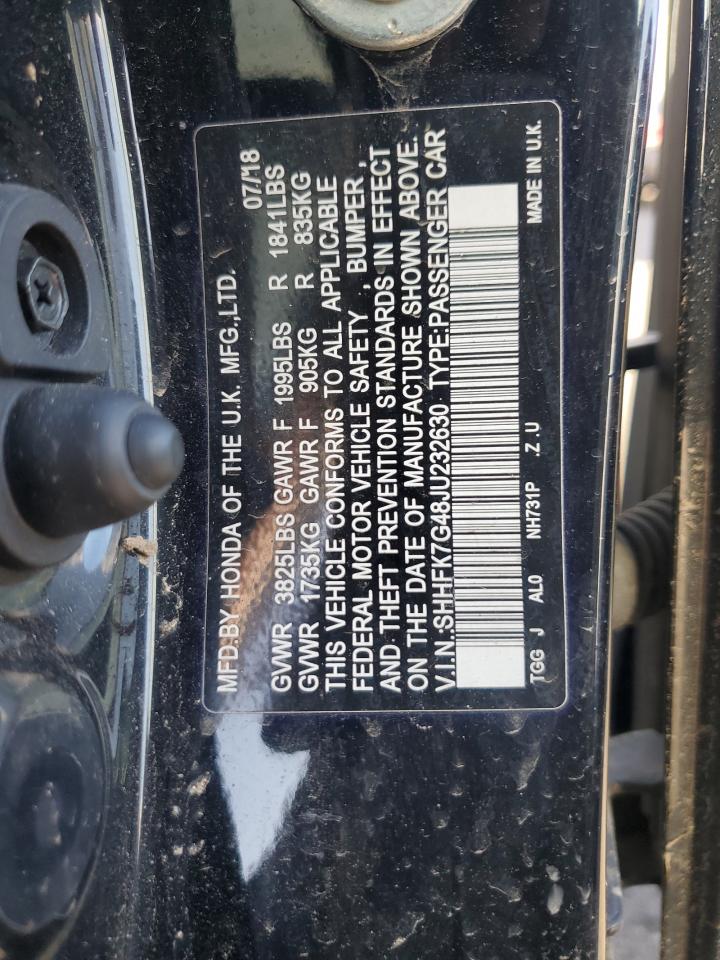 MFD.BY HONDA OF THE U.K. MFG.,LTD. 07/18
GVWR 3825LBS GAWR F 1995LBS R 1841LBS
GVWR 1735KG GAWR F 905KG R 835KG
THIS VEHICLE CONFORMS TO ALL APPLICABLE
FEDERAL MOTOR VEHICLE SAFETY , BUMPER ,
AND THEFT PREVENTION STANDARDS IN EFFECT
ON THE DATE OF MANUFACTURE SHOWN ABOVE.
V.I.N.:SHHFK7G48JU232630 TYPE:PASSENGER CAR
TGG J AL0 NH731P .Z.U MADE IN U.K.